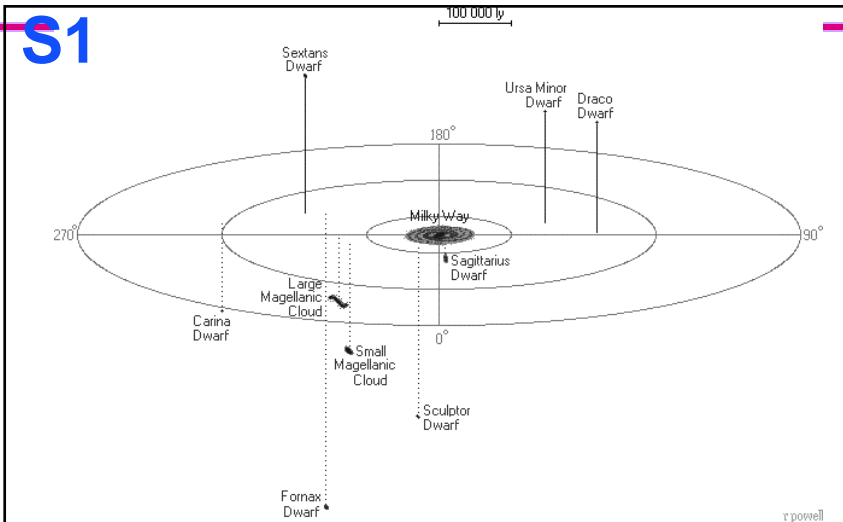 100 000 ly
S1
Sextans
Dwarf
Ursa Minor
Dwarf
Draco
Dwarf
180°
Milky Way
270°
90°
Sagittarius
Dwarf
Large
Magellanic
Cloud
Carina
Dwarf
0°
Small
Magellanic
Cloud
Sculptor
Dwarf
Fornax
Dwarf
r powell